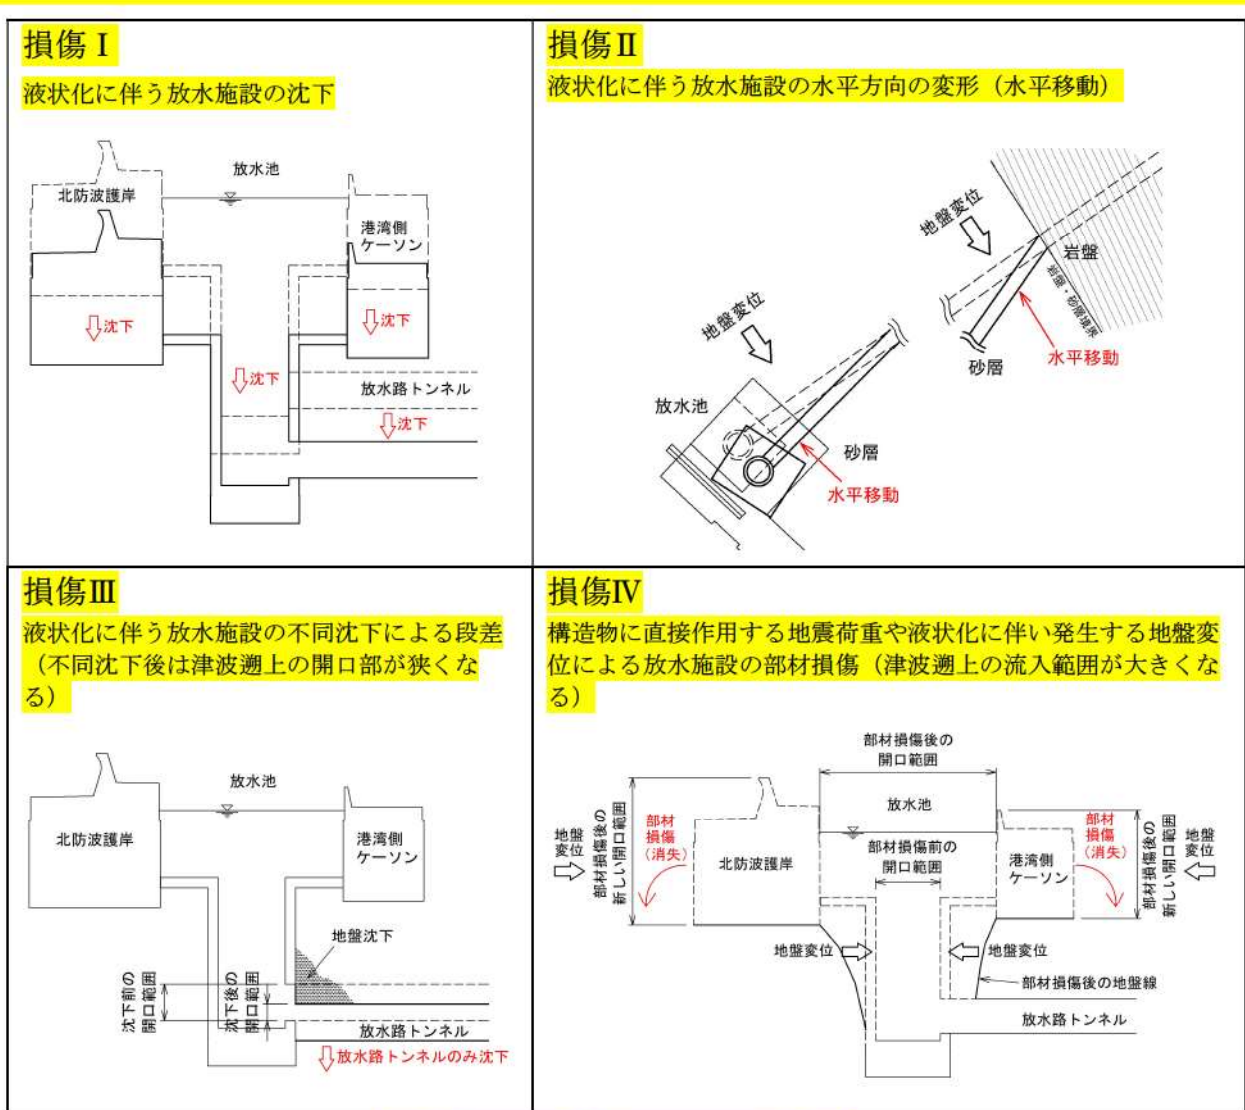 損傷Ⅰ
液状化に伴う放水施設の沈下
放水池
北防波護岸
港湾側
ケーソン
沈下
沈下
沈下
放水路トンネル
沈下
損傷Ⅱ
液状化に伴う放水施設の水平方向の変形（水平移動）
地盤変位
岩盤
岩盤・砂層境界
地盤変位
水平移動
砂層
放水池
砂層
水平移動
損傷Ⅲ
液状化に伴う放水施設の不同沈下による段差
（不同沈下後は津波遡上の開口部が狭くな
る）
放水池
北防波護岸
港湾側
ケーソン
地盤沈下
沈下前の
開口範囲
沈下後の
開口範囲
放水路トンネル
放水路トンネルのみ沈下
損傷Ⅳ
構造物に直接作用する地震荷重や液状化に伴い発生する地盤変
位による放水施設の部材損傷（津波遡上の流入範囲が大きくな
る）
部材損傷後の
開口範囲
放水池
地盤
変位
部材損傷後の
新しい開口範囲
部材
損傷
（消失）
北防波護岸
部材損傷前の
開口範囲
港湾側
ケーソン
部材
損傷
（消失）
部材損傷後の
新しい開口範囲
地盤
変位
地盤変位
地盤変位
部材損傷後の地盤線
放水路トンネル